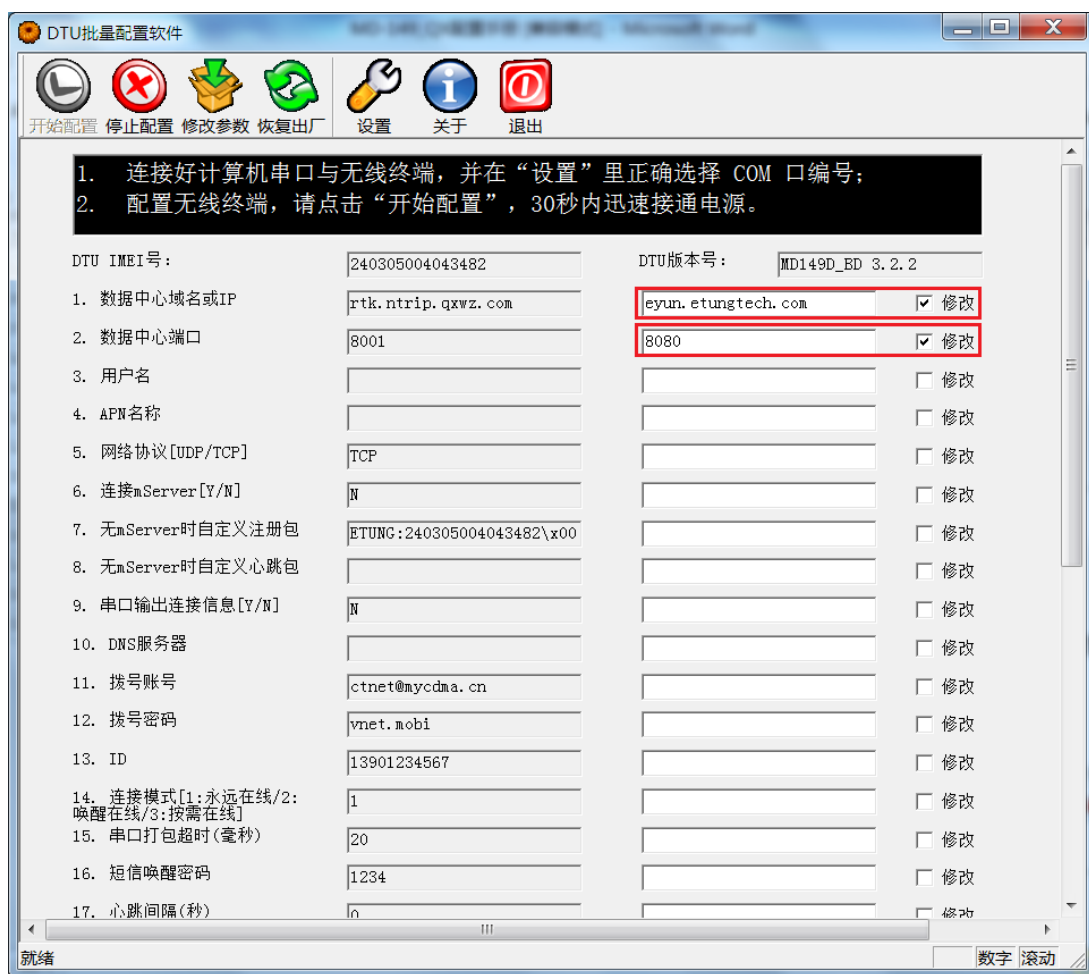 DTU批量配置软件
开始配置 停止配置 修改参数 恢复出厂 设置 关于 退出
1. 连接好计算机串口与无线终端，并在“设置”里正确选择 COM 口编号；
2. 配置无线终端，请点击“开始配置”，30秒内迅速接通电源。
DTU IMEI号： 240305004043482 DTU版本号： MD149D_BD 3.2.2
1. 数据中心域名或IP rtk.ntrip.qxwz.com eyun.etungtech.com 修改
2. 数据中心端口 8001 8080 修改
3. 用户名 修改
4. APN名称 修改
5. 网络协议[UDP/TCP] TCP 修改
6. 连接mServer[Y/N] N 修改
7. 无mServer时自定义注册包 ETUNG:240305004043482\x00 修改
8. 无mServer时自定义心跳包 修改
9. 串口输出连接信息[Y/N] N 修改
10. DNS服务器 修改
11. 拨号账号 ctnet@mycdma.cn 修改
12. 拨号密码 vnet.mobi 修改
13. ID 13901234567 修改
14. 连接模式[1:永远在线/2:
唤醒在线/3:按需在线] 1 修改
15. 串口打包超时(毫秒) 20 修改
16. 短信唤醒密码 1234 修改
17. 心跳间隔(秒) 0 修改
就绪 数字 滚动